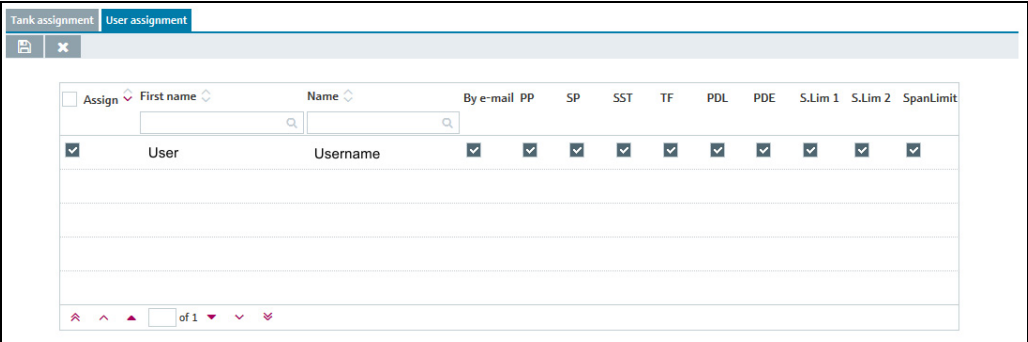 Tank assignment User assignment
Assign First name Name By e-mail PP SP SST TF PDL PDE S.Lim 1 S.Lim 2 SpanLimit
User Username
of 1